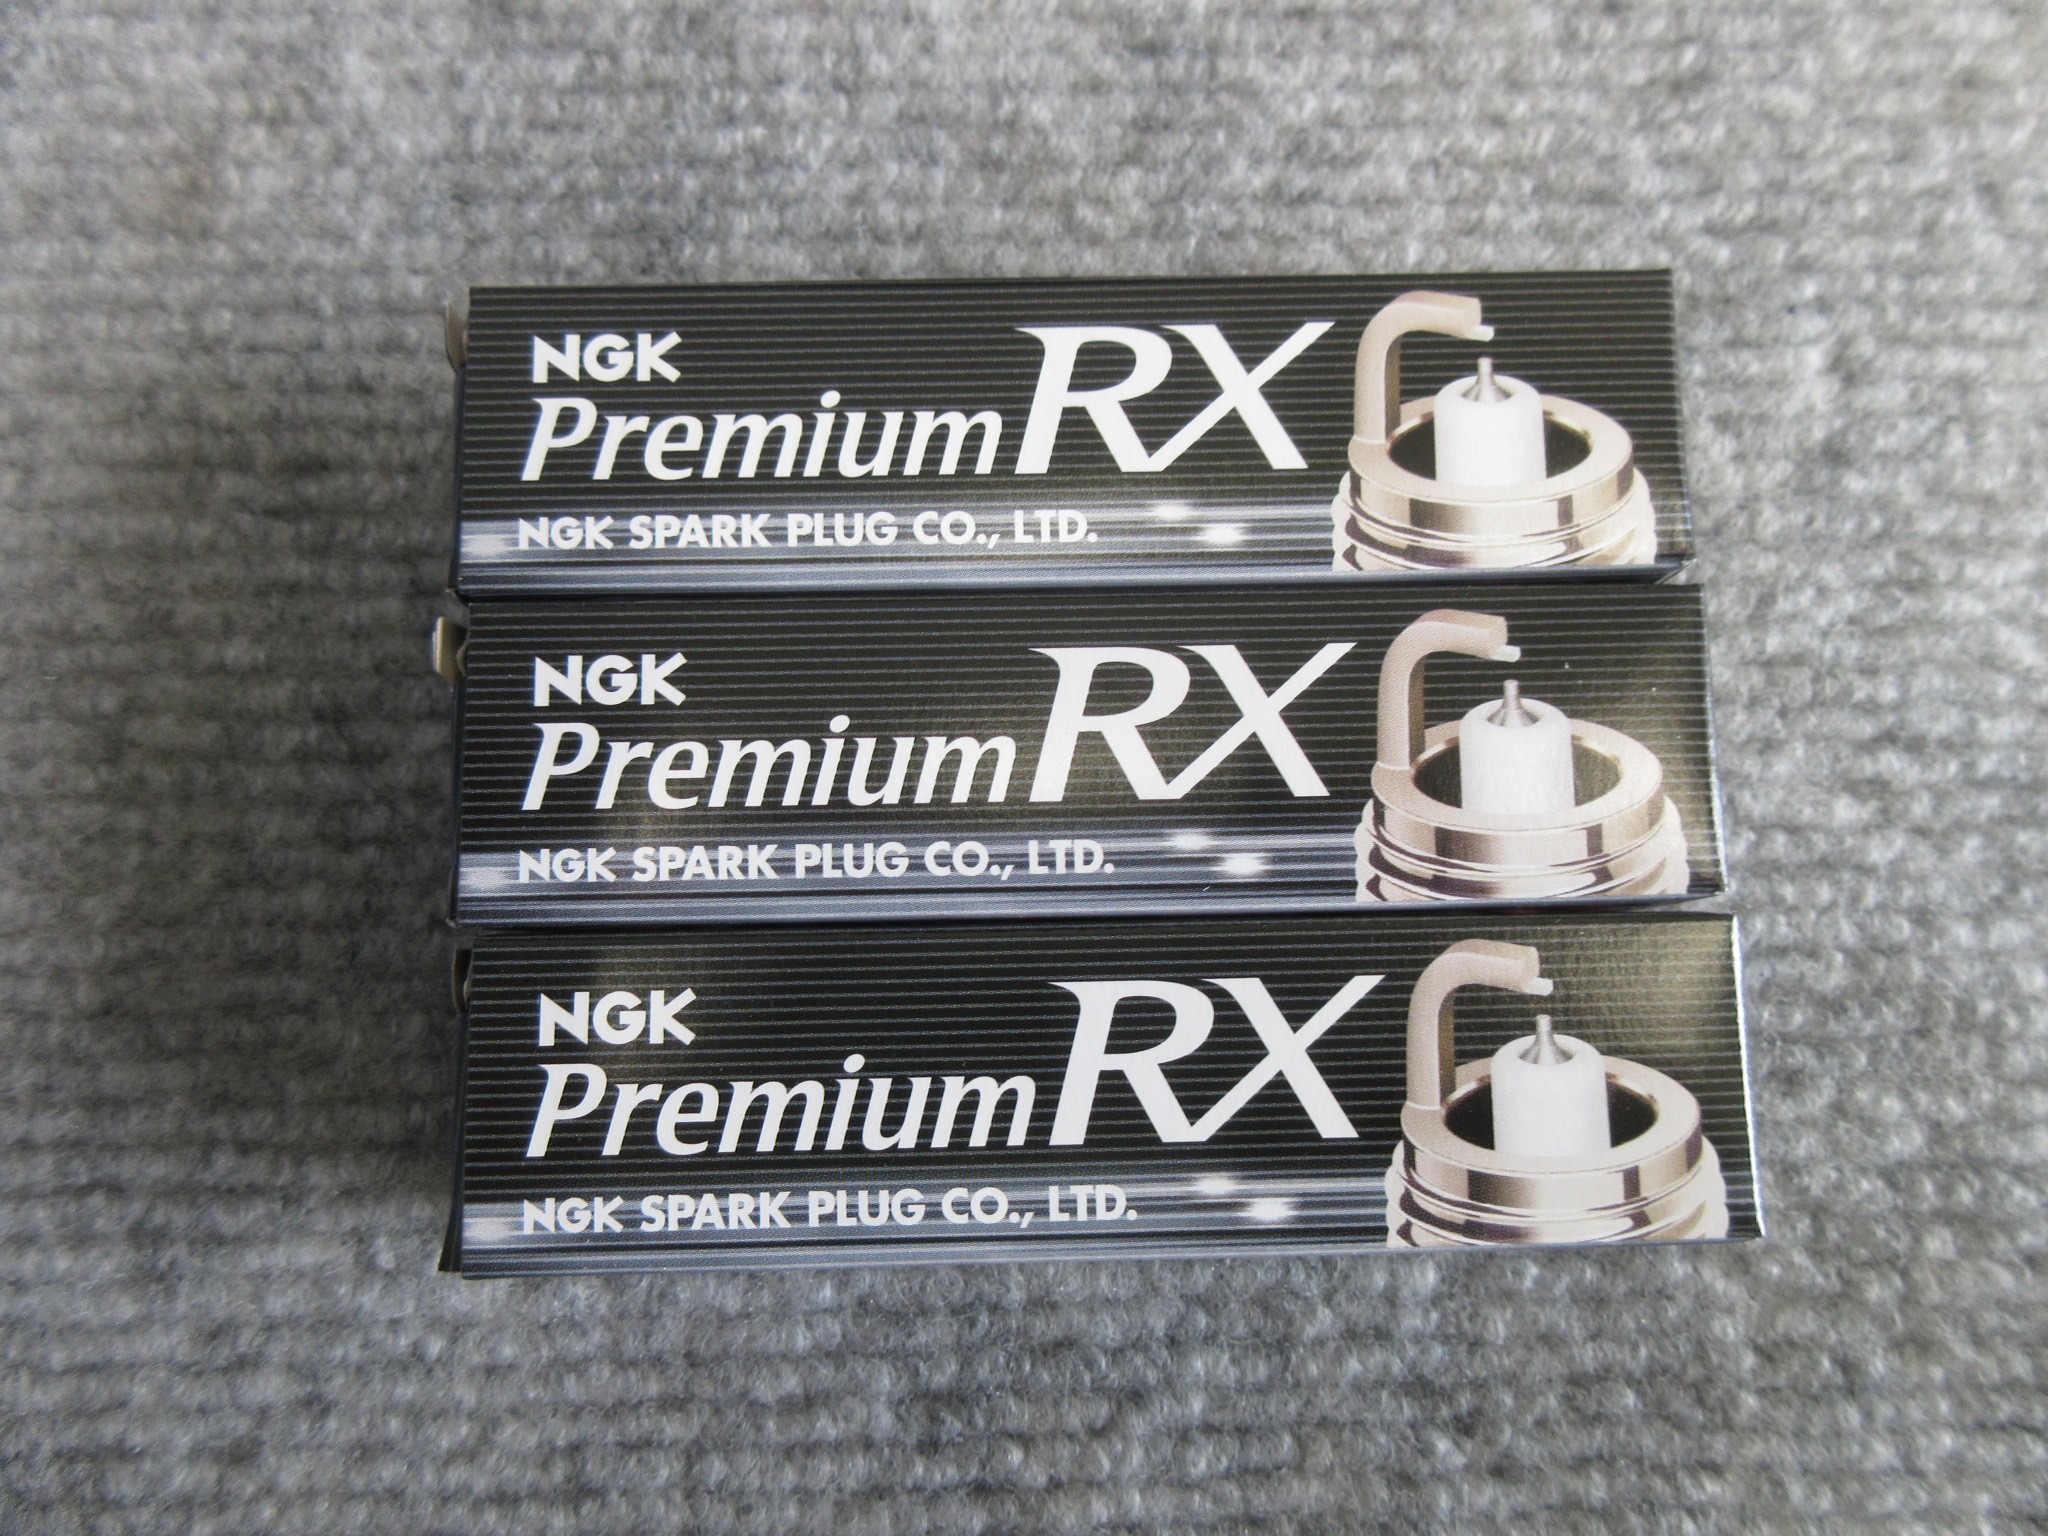 NGK
Premium RX
NGK SPARK PLUG CO., LTD.
NGK
Premium RX
NGK SPARK PLUG CO., LTD.
NGK
Premium RX
NGK SPARK PLUG CO., LTD.